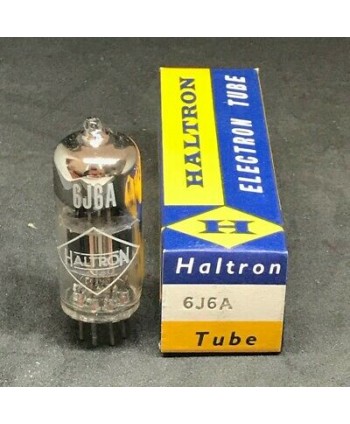 6J6A
HALTRON
HALTRON
ELECTRON TUBE
H
Haltron
6J6A
Tube